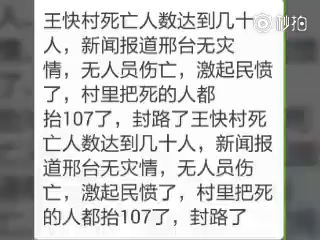 秒拍
王快村死亡人数达到几十
人，新闻报道邢台无灾
情，无人员伤亡，激起民愤
了，村里把死的人都
抬107了，封路了王快村死
亡人数达到几十人，新闻报
道邢台无灾情，无人员伤
亡，激起民愤了，村里把死
的人都抬107了，封路了